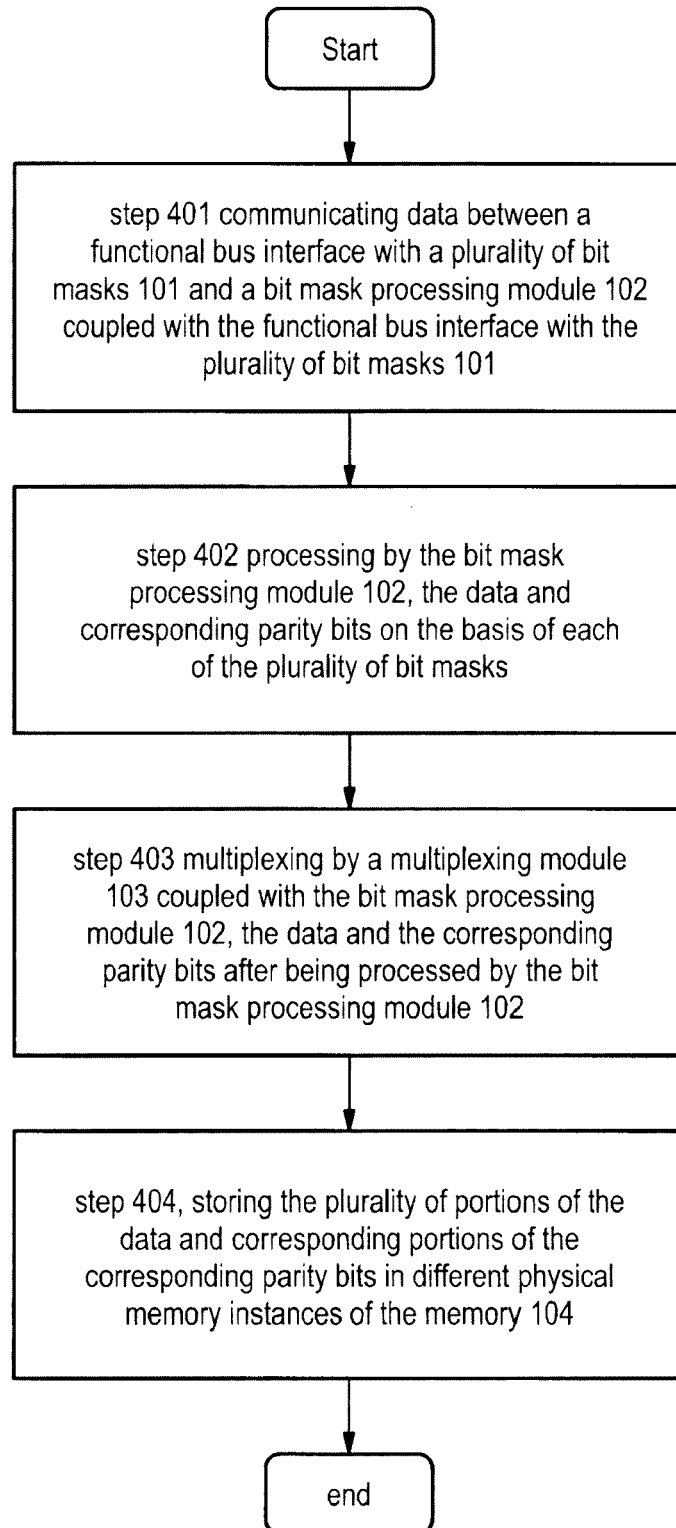 Start
step 401 communicating data between a
functional bus interface with a plurality of bit
masks 101 and a bit mask processing module 102
coupled with the functional bus interface with the
plurality of bit masks 101
step 402 processing by the bit mask
processing module 102, the data and
corresponding parity bits on the basis of each
of the plurality of bit masks
step 403 multiplexing by a multiplexing module
103 coupled with the bit mask processing
module 102, the data and the corresponding
parity bits after being processed by the bit
mask processing module 102
step 404, storing the plurality of portions of the
data and corresponding portions of the
corresponding parity bits in different physical
memory instances of the memory 104
end